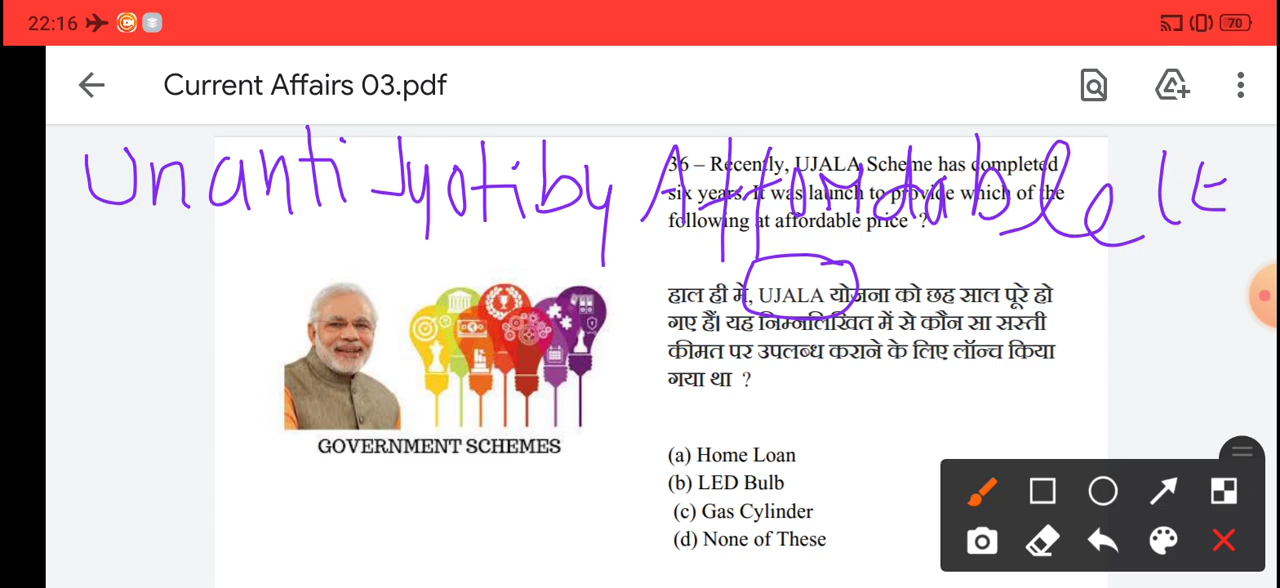 22:16
70
Current Affairs 03.pdf
Unanti Jyoti by Affordable LE
36 – Recently, UJALA Scheme has completed
six years. It was launch to provide which of the
following at affordable price ?
हाल ही में, UJALA योजना को छह साल पूरे हो
गए हैं। यह निम्नलिखित में से कौन सा सस्ती
कीमत पर उपलब्ध कराने के लिए लॉन्च किया
गया था ?
GOVERNMENT SCHEMES
(a) Home Loan
(b) LED Bulb
(c) Gas Cylinder
(d) None of These